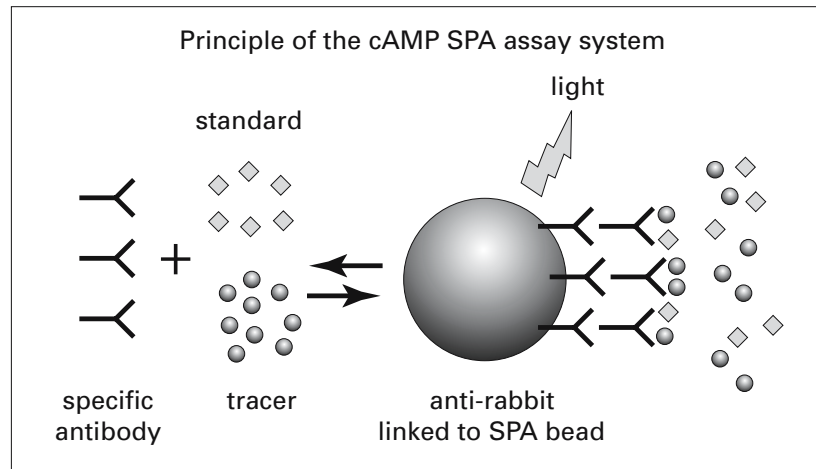 Principle of the cAMP SPA assay system
light
standard
+
specific
antibody
tracer
anti-rabbit
linked to SPA bead